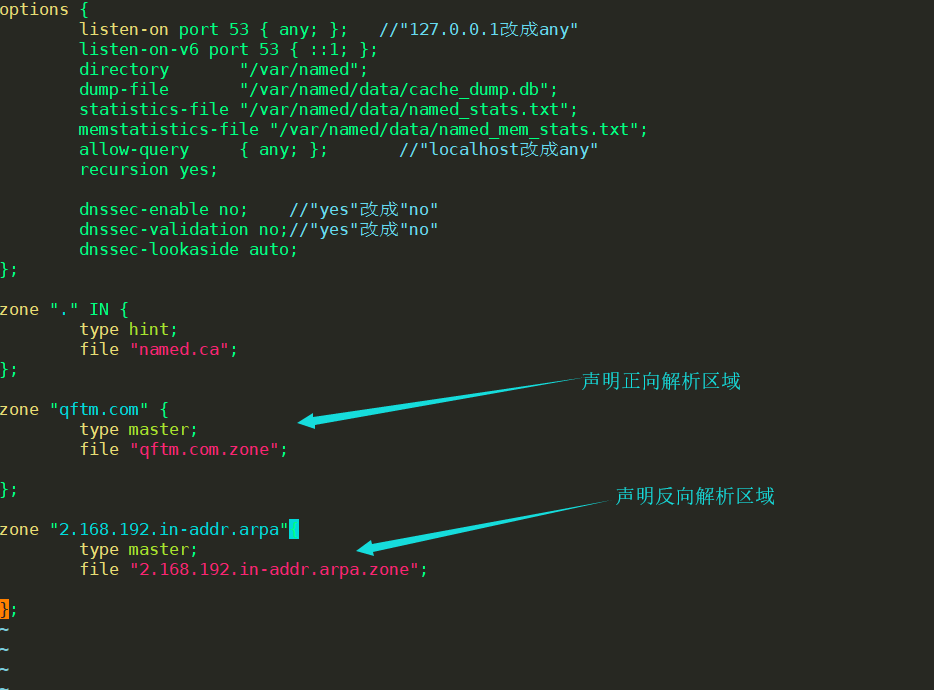 options {
listen-on port 53 { any; }; //"127.0.0.1改成any"
listen-on-v6 port 53 { ::1; };
directory "/var/named";
dump-file "/var/named/data/cache_dump.db";
statistics-file "/var/named/data/named_stats.txt";
memstatistics-file "/var/named/data/named_mem_stats.txt";
allow-query { any; }; //"localhost改成any"
recursion yes;
dnssec-enable no; //"yes"改成"no"
dnssec-validation no;//"yes"改成"no"
dnssec-lookaside auto;
};
zone "." IN {
type hint;
file "named.ca";
};
声明正向解析区域
zone "qftm.com" {
type master;
file "qftm.com.zone";
};
声明反向解析区域
zone "2.168.192.in-addr.arpa"
type master;
file "2.168.192.in-addr.arpa.zone";
};
~
~
~
~